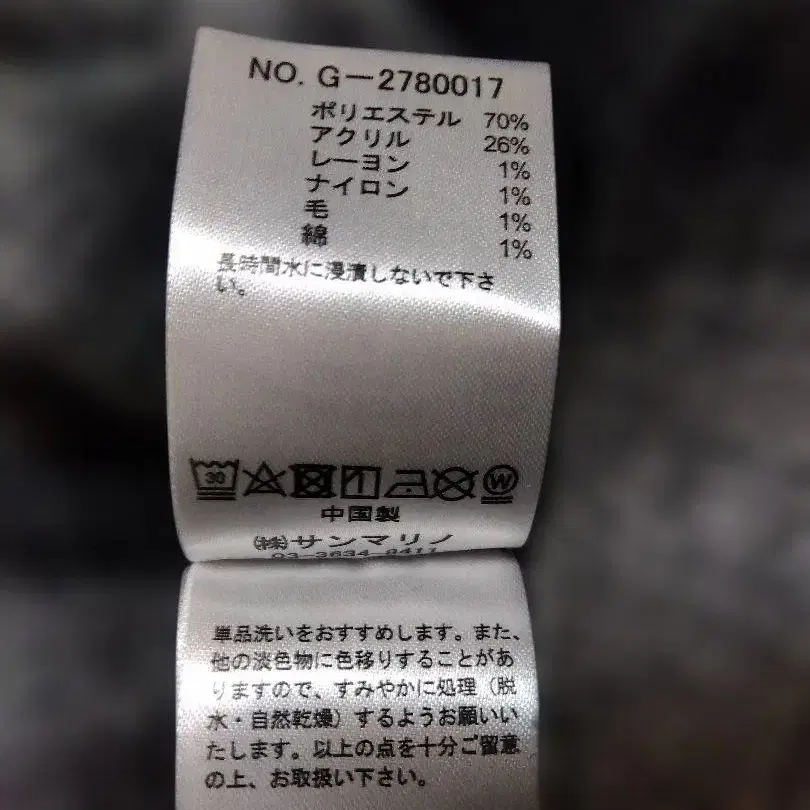 NO. G－2780017
ポリエステル 70%
アクリル 26%
レーヨン 1%
ナイロン 1%
毛 1%
綿 1%
長時間水に浸漬しないで下さ
い。
30
W
中国製
㈱サンマリノ
03-3634-8411
単品洗いをおすすめします。また、
他の淡色物に色移りすることがあ
りますので、すみやかに処理（脱
水・自然乾燥）するようお願いい
たします。以上の点を十分ご留意
の上、お取扱い下さい。